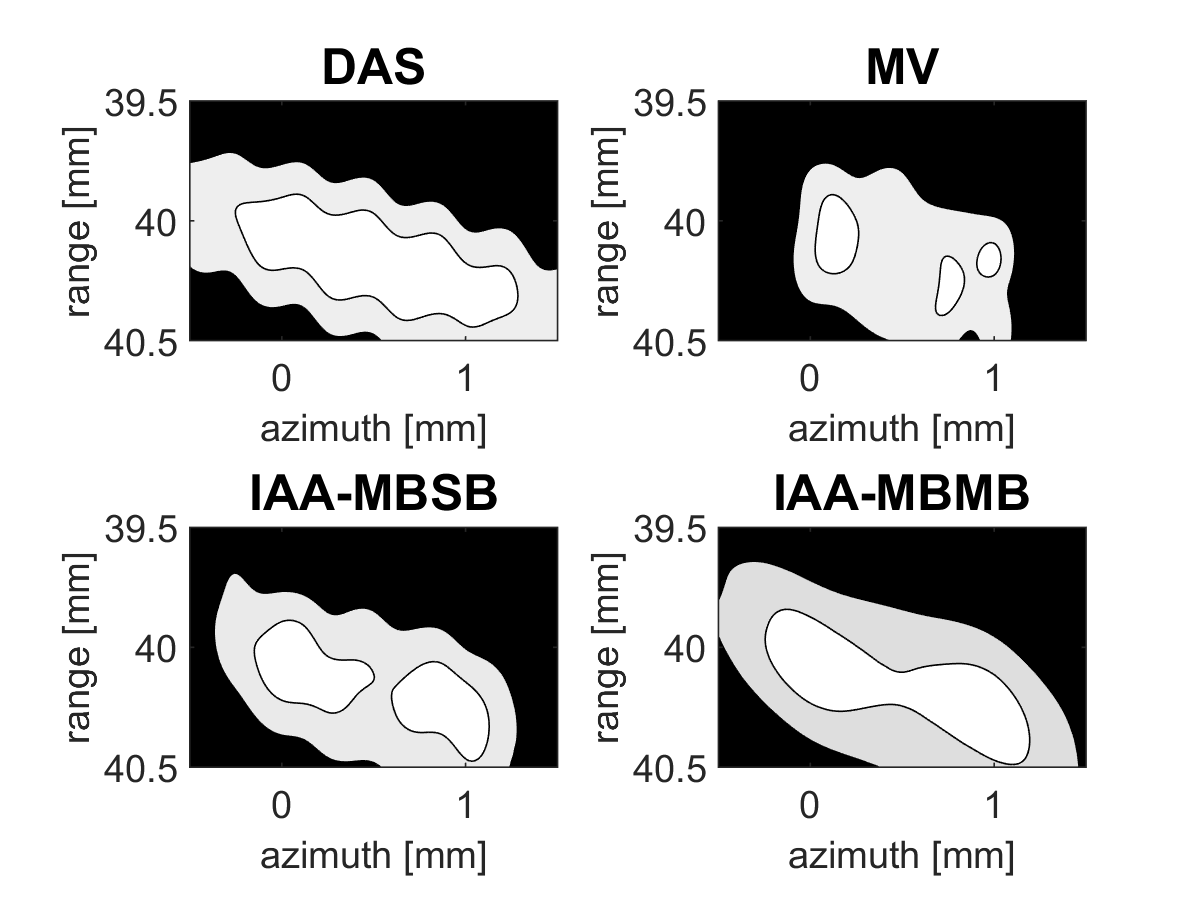 DAS
39.5
40
40.5
range [mm]
0 1
azimuth [mm]
MV
39.5
40
40.5
range [mm]
0 1
azimuth [mm]
IAA-MBSB
39.5
40
40.5
range [mm]
0 1
azimuth [mm]
IAA-MBMB
39.5
40
40.5
range [mm]
0 1
azimuth [mm]